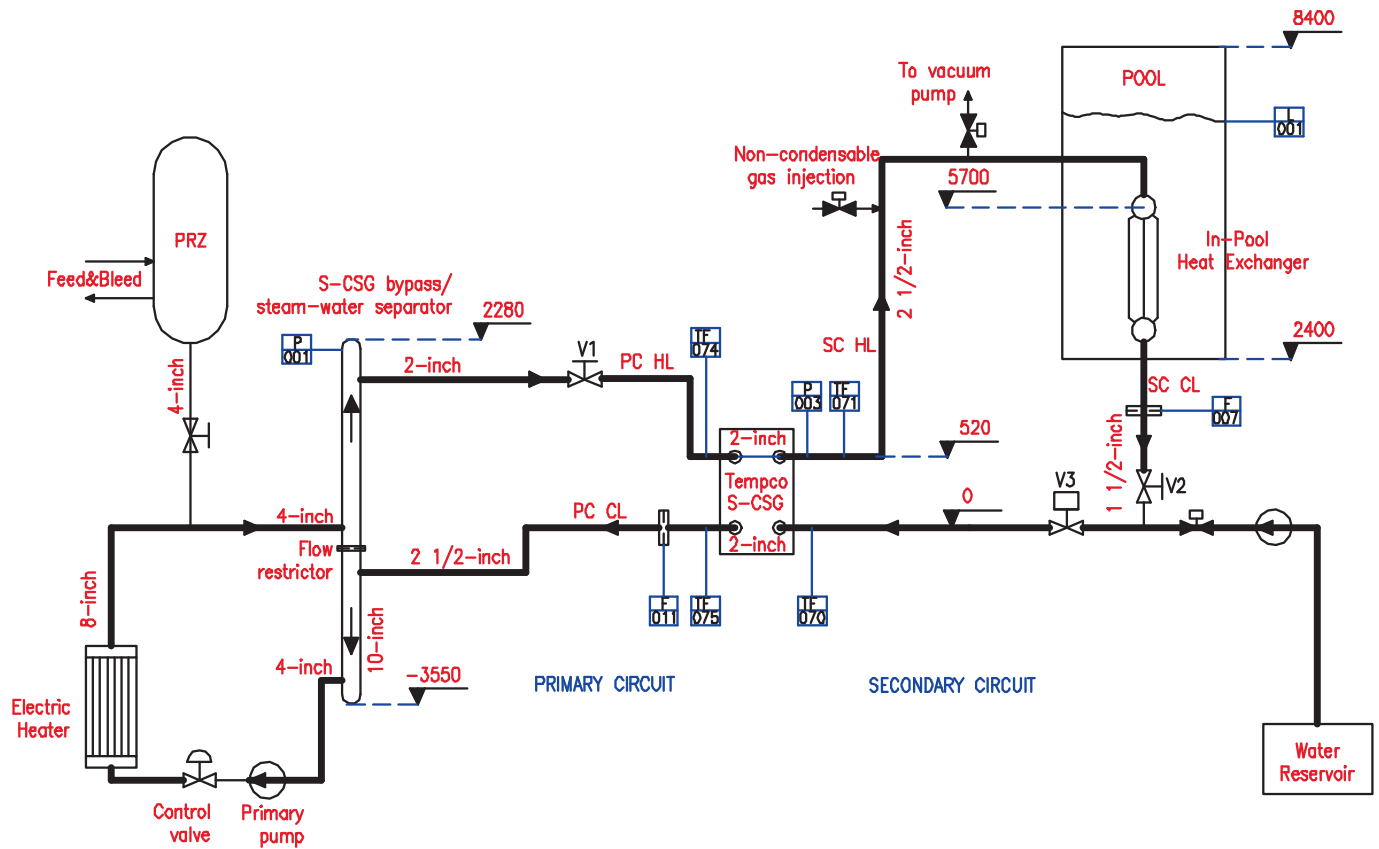 8400
To vacuum
pump
POOL
L
001
Non-condensable
gas injection
5700
PRZ
In-Pool
Heat Exchanger
2 1/2-inch
Feed&Bleed
S-CSG bypass/
steam-water separator
2280
P
001
TF
074
V1
PC HL
2-inch
SC HL
2400
4-inch
P
003
TF
071
SC CL
F
007
520
2-inch
Tempco
S-CSG
2-inch
1 1/2-inch
V3
V2
0
4-inch
PC CL
Flow
restrictor
2 1/2-inch
8-inch
F
011
TF
075
TF
070
10-inch
4-inch
-3550
PRIMARY CIRCUIT
SECONDARY CIRCUIT
Electric
Heater
Water
Reservoir
Control
valve
Primary
pump